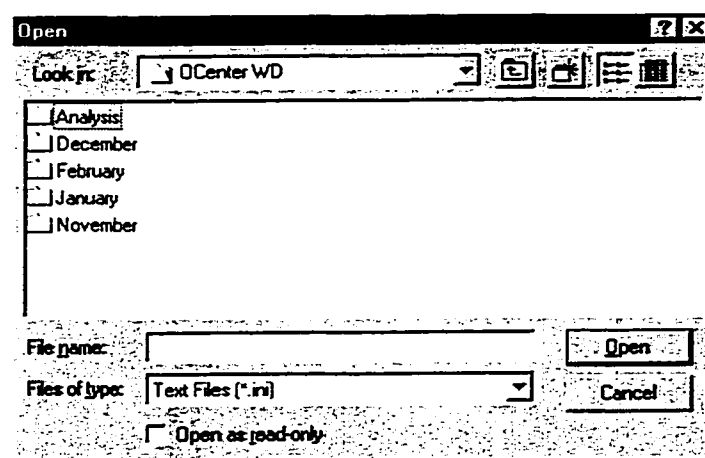 Open
Look in: OCenter WD
Analysis
December
February
January
November
File name: Open
Files of type: Text Files (*.ini) Cancel
Open as read-only